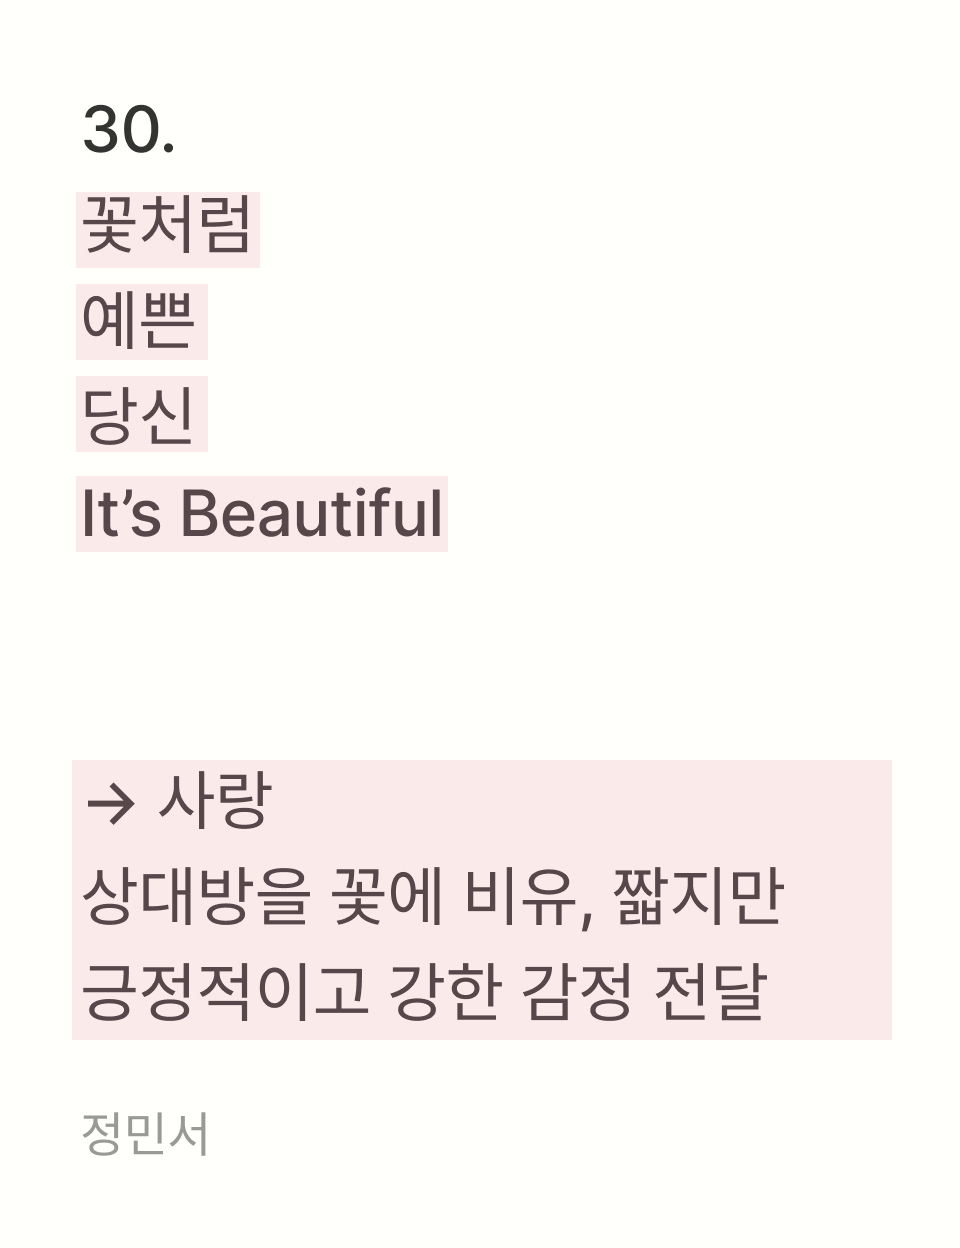 30.
꽃처럼
예쁜
당신
It’s Beautiful
→ 사랑
상대방을 꽃에 비유, 짧지만
긍정적이고 강한 감정 전달
정민서